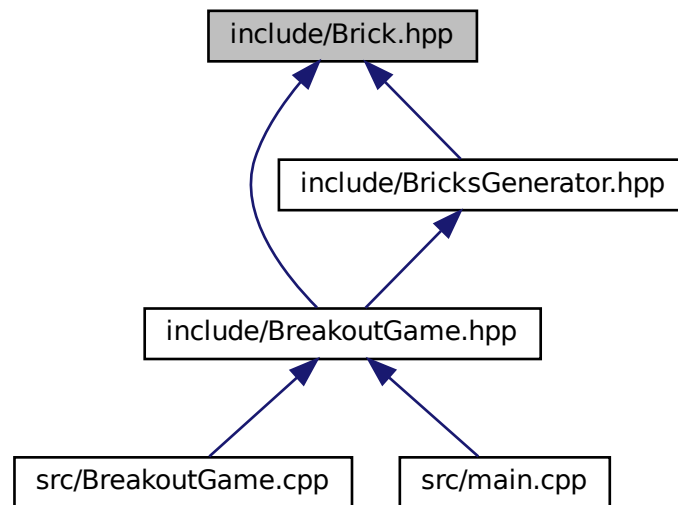 include/Brick.hpp
include/BricksGenerator.hpp
include/BreakoutGame.hpp
src/BreakoutGame.cpp
src/main.cpp